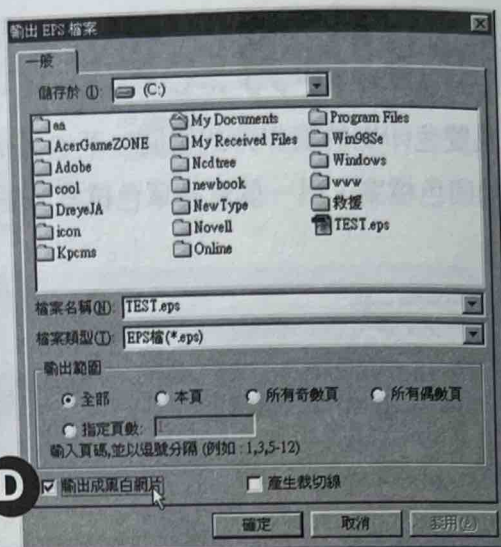 輸出 EPS 檔案
一般
儲存於 (I): (C:)
aa
AcerGameZONE
Adobe
cool
DreyeJA
icon
Kpcms
My Documents
My Received Files
Ncdtree
newbook
NewType
Novell
Online
Program Files
Win98Se
Windows
www
救援
TEST.eps
檔案名稱(N): TEST.eps
檔案類型(T): EPS檔(*.eps)
輸出範圍
全部 本頁 所有奇數頁 所有偶數頁
指定頁數: 1
輸入頁碼,並以逗號分隔 (例如 : 1,3,5-12)
D 輸出成黑白網片 產生裁切線
確定 取消 套用(A)